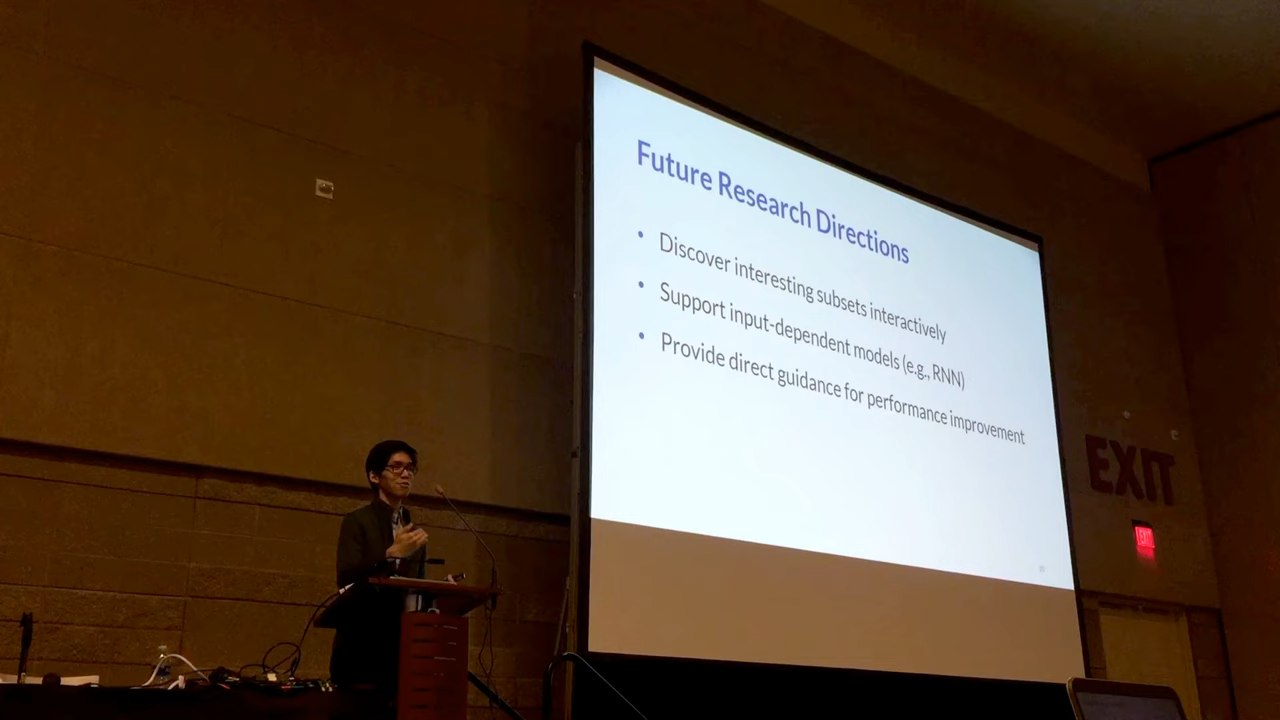 Future Research Directions
• Discover interesting subsets interactively
• Support input-dependent models (e.g., RNN)
• Provide direct guidance for performance improvement
EXIT
EXIT